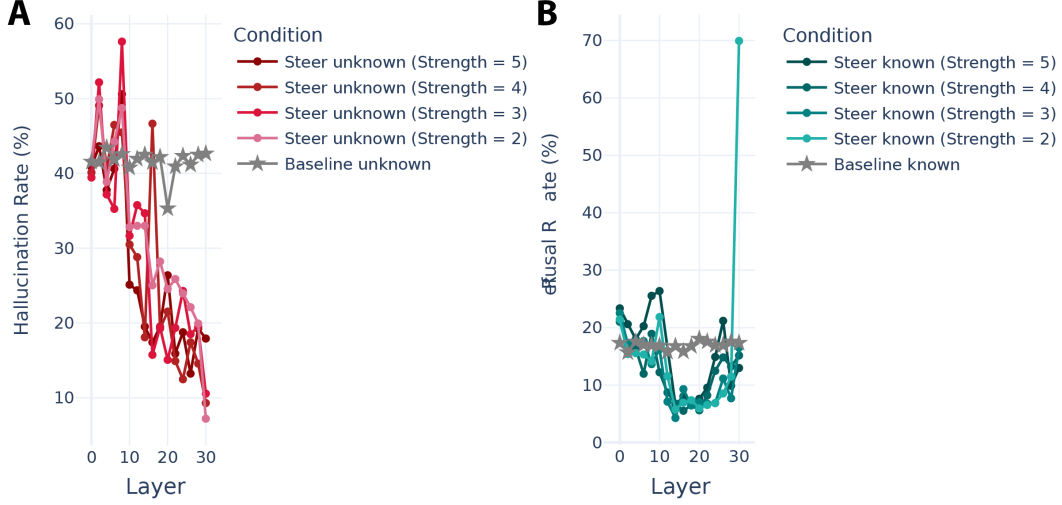 A
Hallucination Rate (%)
60
50
40
30
20
10
0 10 20 30
Layer
Condition
Steer unknown (Strength = 5)
Steer unknown (Strength = 4)
Steer unknown (Strength = 3)
Steer unknown (Strength = 2)
Baseline unknown
B
ate (%)
70
60
50
40
30
20
10
0
0 10 20 30
Layer
Condition
Steer known (Strength = 5)
Steer known (Strength = 4)
Steer known (Strength = 3)
Steer known (Strength = 2)
Baseline known